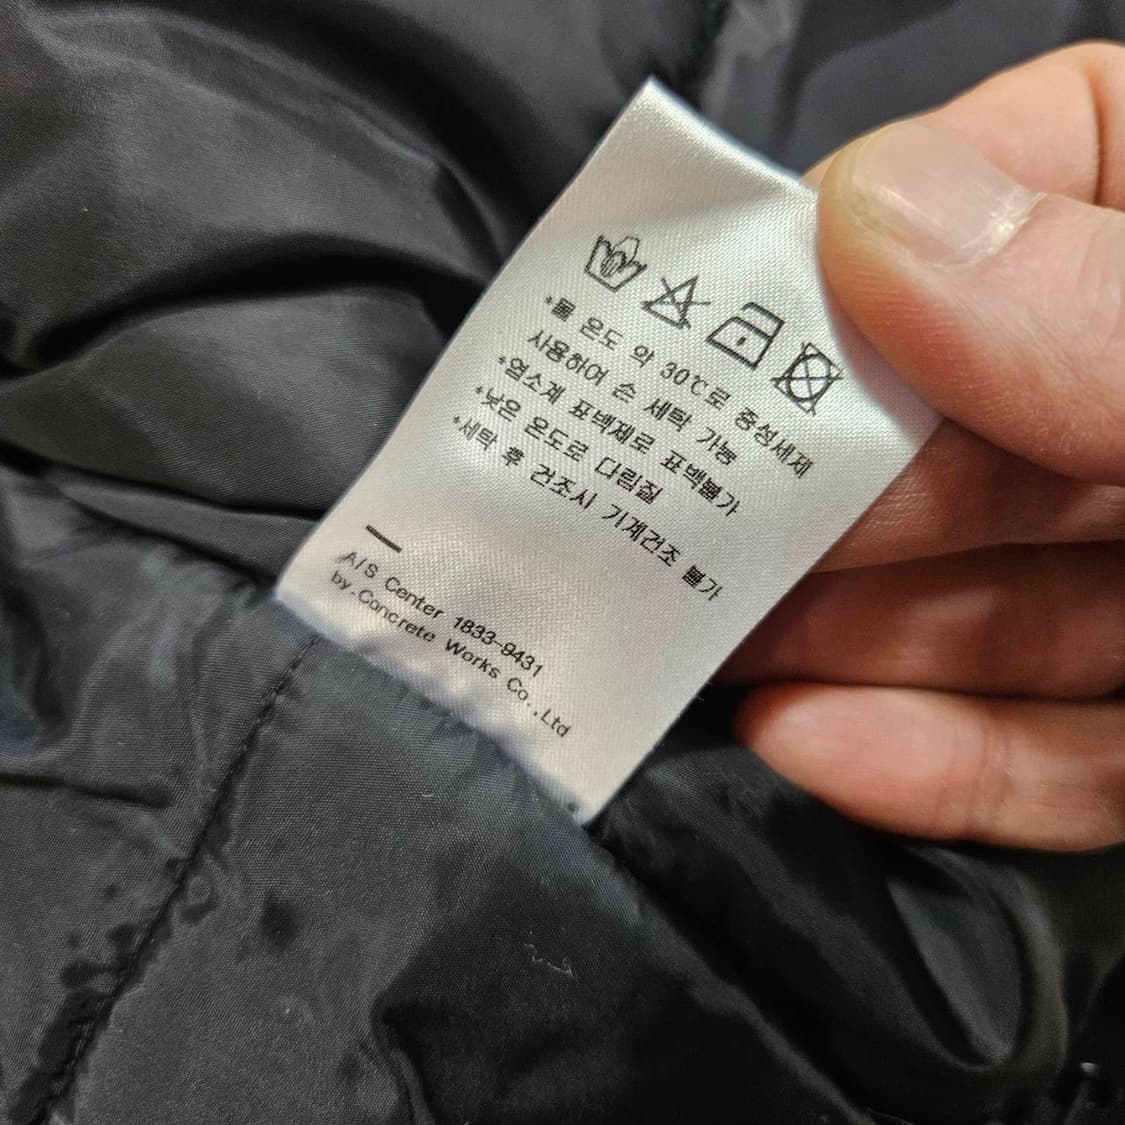 *물 온도 약 30℃로 중성세제
사용하여 손 세탁 가능
*염소계 표백제로 표백불가
*낮은 온도로 다림질
*세탁 후 건조시 기계건조 불가
A/S Center 1833-9431
by.Concrete Works Co.,Ltd